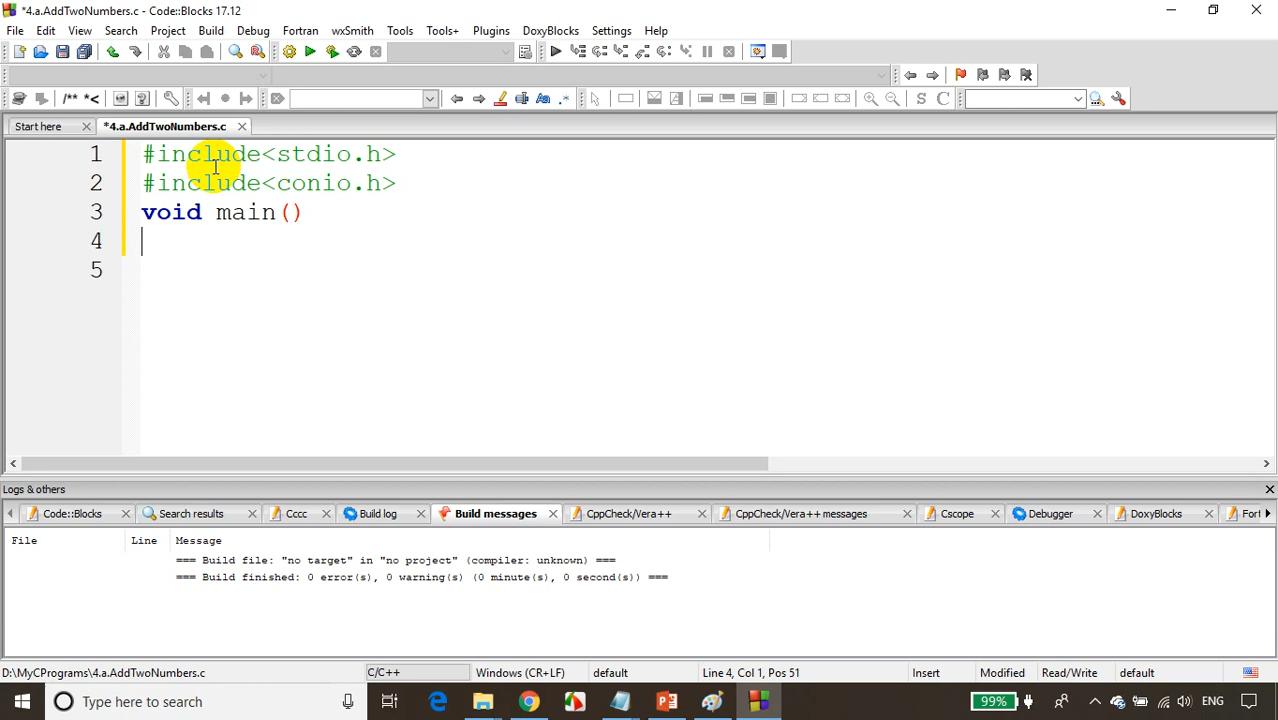 *4.a.AddTwoNumbers.c - Code::Blocks 17.12
File Edit View Search Project Build Debug Fortran wxSmith Tools Tools+ Plugins DoxyBlocks Settings Help
/** *<
S C
Start here *4.a.AddTwoNumbers.c
1 #include<stdio.h>
2 #include<conio.h>
3 void main()
4
5
Logs & others
Code::Blocks Search results Cccc Build log Build messages CppCheck/Vera++ CppCheck/Vera++ messages Cscope Debugger DoxyBlocks Fort
File Line Message
=== Build file: "no target" in "no project" (compiler: unknown) ===
=== Build finished: 0 error(s), 0 warning(s) (0 minute(s), 0 second(s)) ===
D:\MyCPrograms\4.a.AddTwoNumbers.c C/C++ Windows (CR+LF) default Line 4, Col 1, Pos 51 Insert Modified Read/Write default
Type here to search 99% ENG